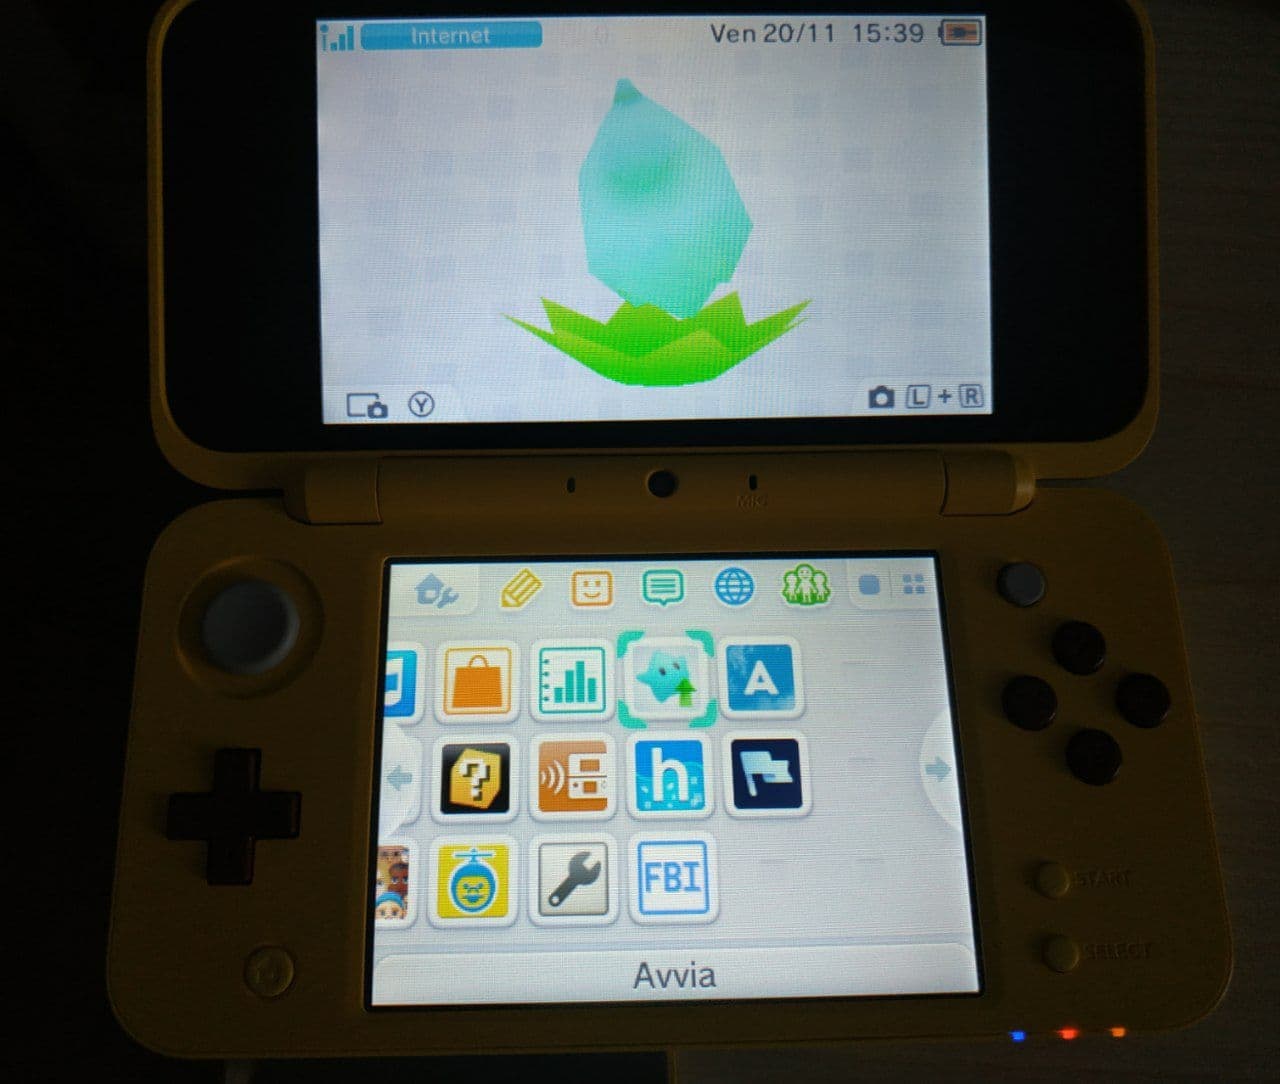 Internet
Ven 20/11 15:39
Y
L + R
MIC
A
?
h
FBI
START
SELECT
Avvia